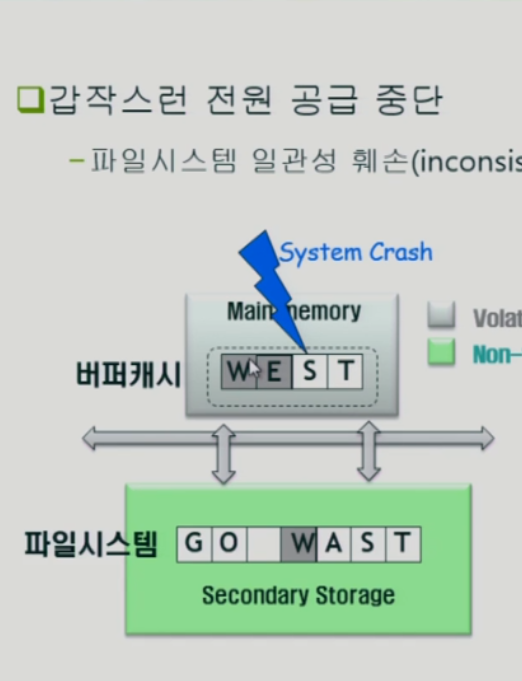 갑작스런 전원 공급 중단
– 파일시스템 일관성 훼손(inconsis
System Crash
Main memory
Volat
Non-
버퍼캐시
W E S T
파일시스템
G O W A S T
Secondary Storage